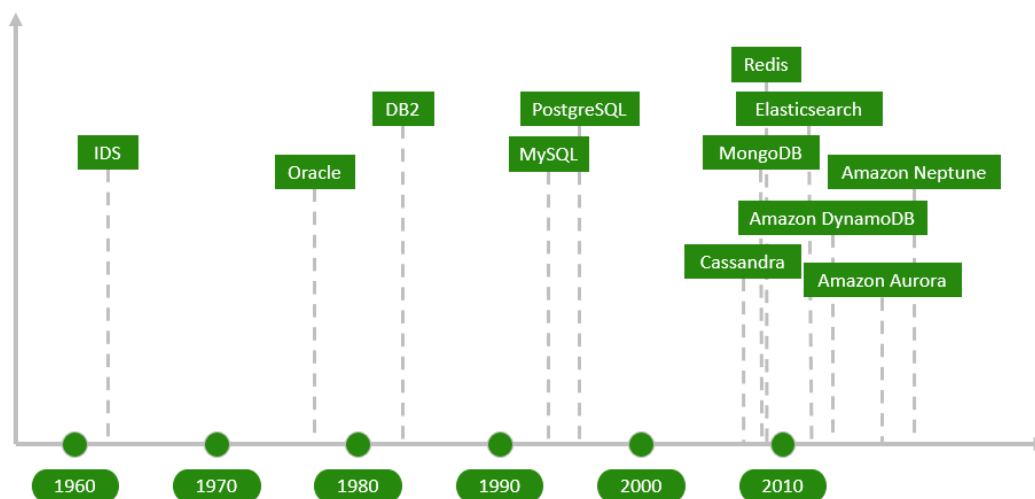 Redis
DB2
PostgreSQL
Elasticsearch
IDS
MySQL
MongoDB
Oracle
Amazon Neptune
Amazon DynamoDB
Cassandra
Amazon Aurora
1960
1970
1980
1990
2000
2010